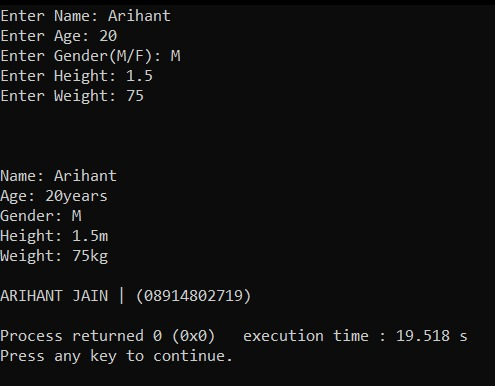 Enter Name: Arihant
Enter Age: 20
Enter Gender(M/F): M
Enter Height: 1.5
Enter Weight: 75
Name: Arihant
Age: 20years
Gender: M
Height: 1.5m
Weight: 75kg
ARIHANT JAIN | (08914802719)
Process returned 0 (0x0)   execution time : 19.518 s
Press any key to continue.